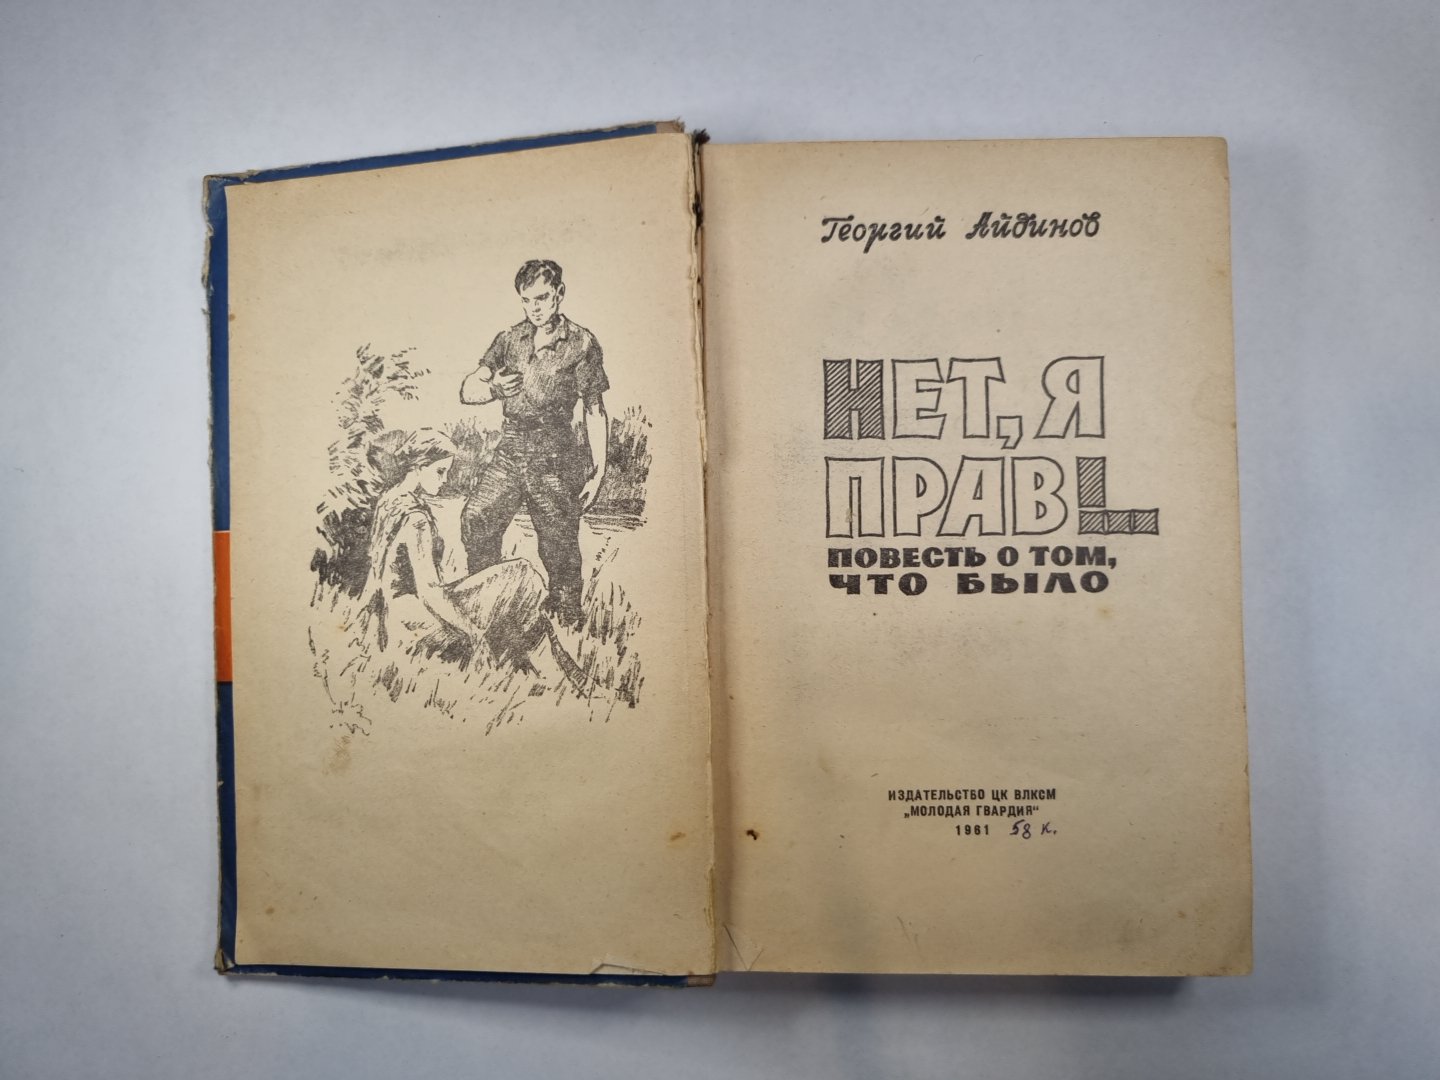 Георгий Айдинов
НЕТ, Я
ПРАВ!..
ПОВЕСТЬ О ТОМ,
ЧТО БЫЛО
ИЗДАТЕЛЬСТВО ЦК ВЛКСМ
„МОЛОДАЯ ГВАРДИЯ“
1961 58 к.